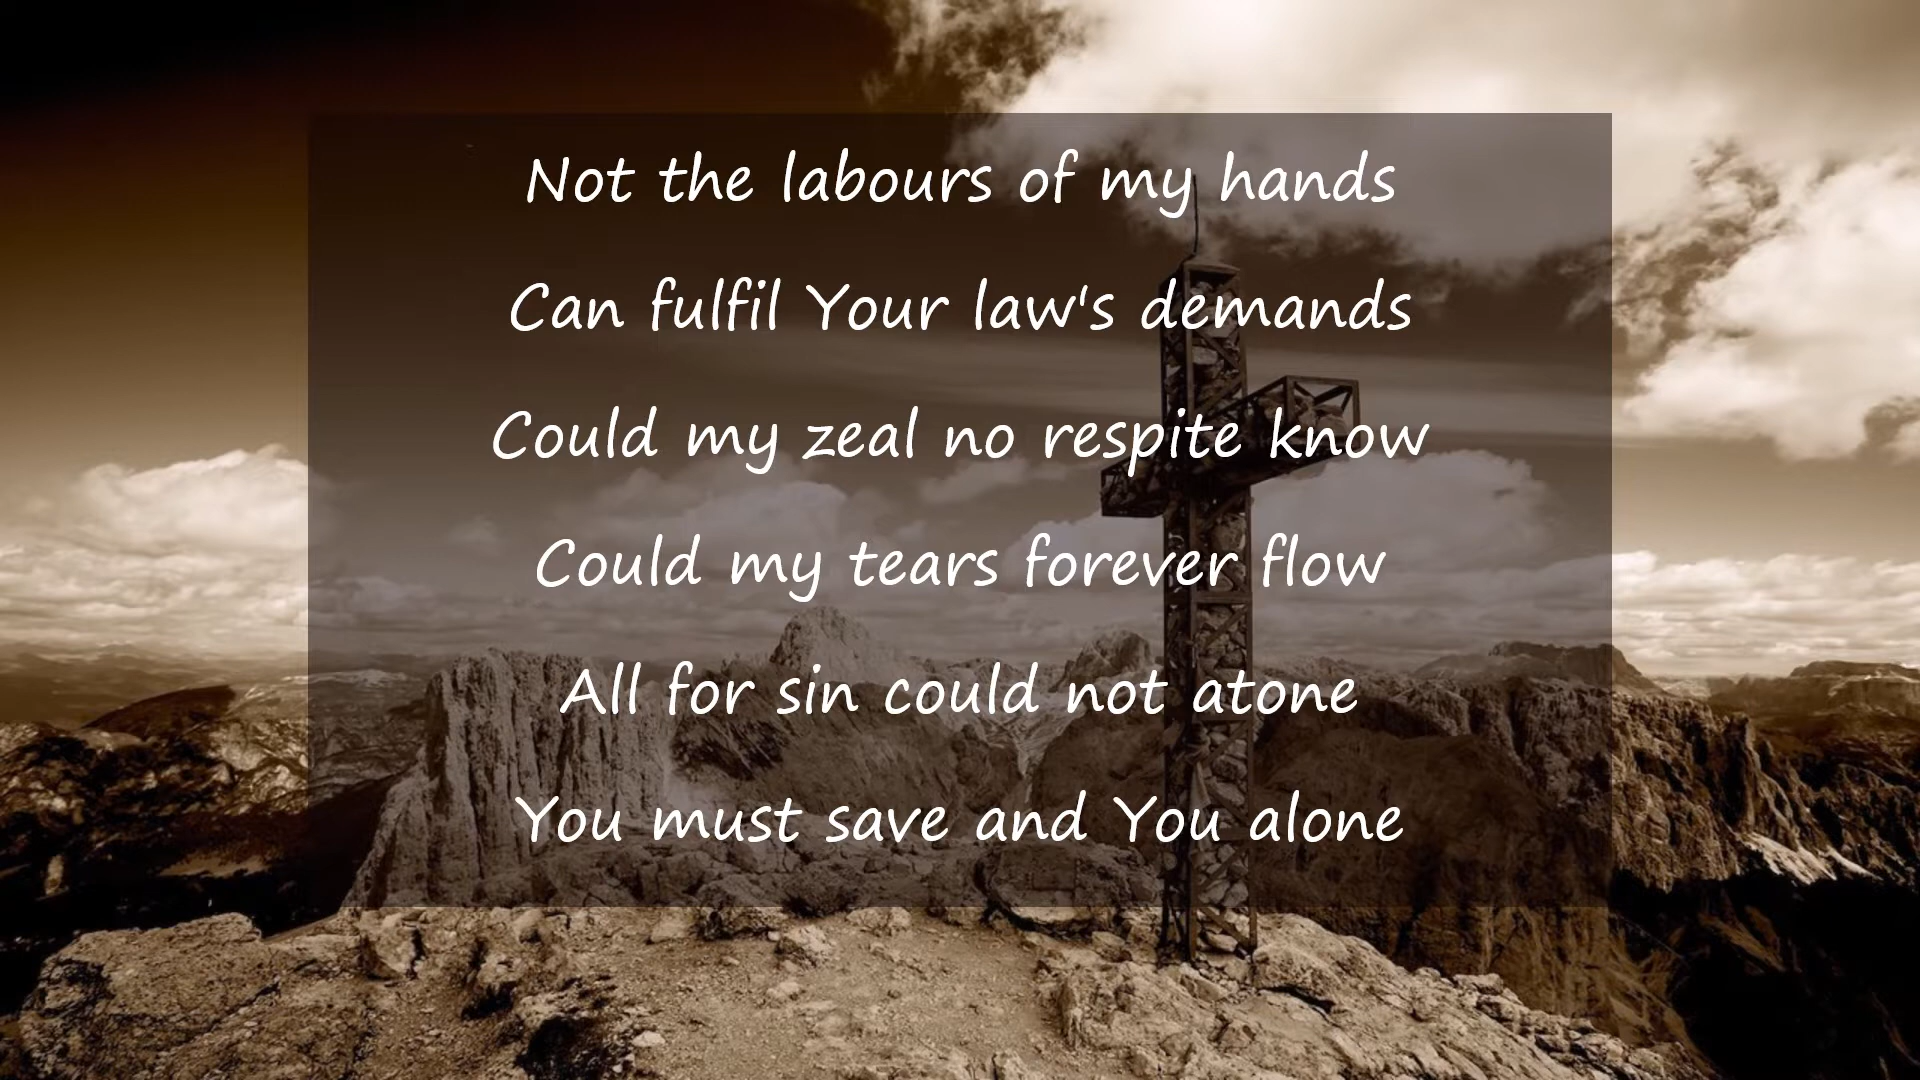 Not the labours of my hands
Can fulfil Your law's demands
Could my zeal no respite know
Could my tears forever flow
All for sin could not atone
You must save and You alone